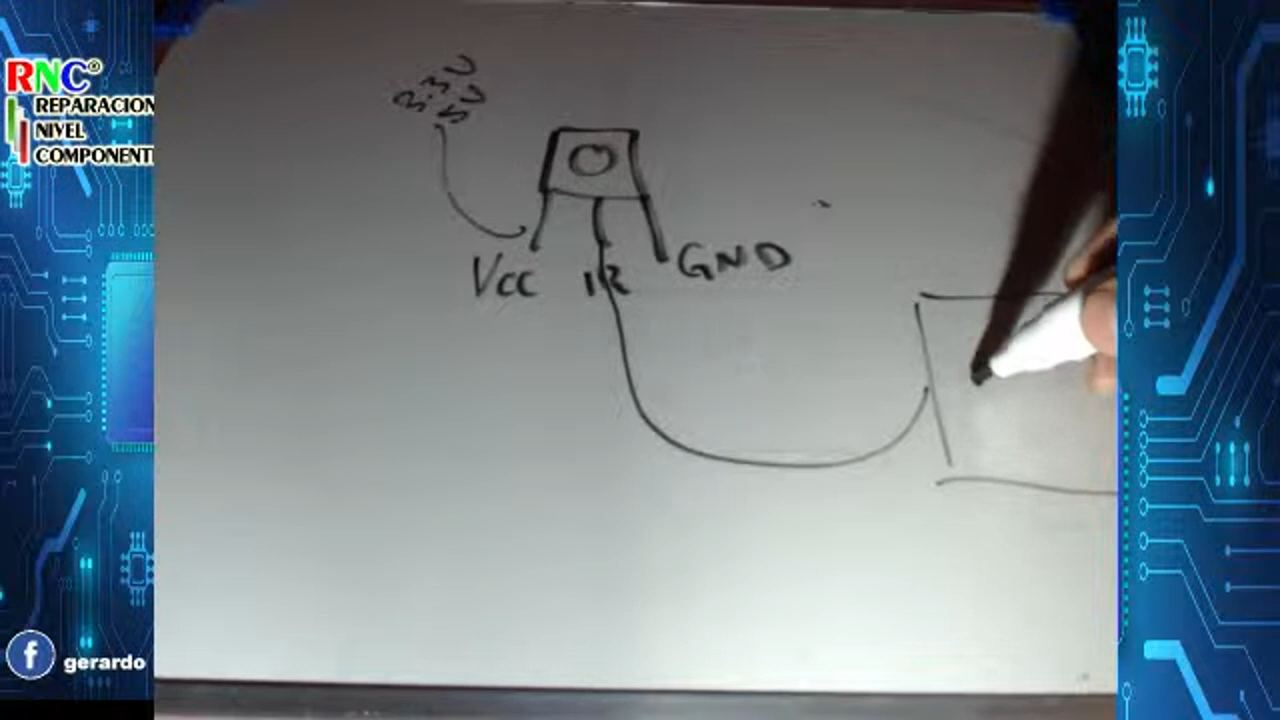 RNC®
REPARACION
NIVEL
COMPONENT
3.3V
5V
Vcc IR GND
f gerardo